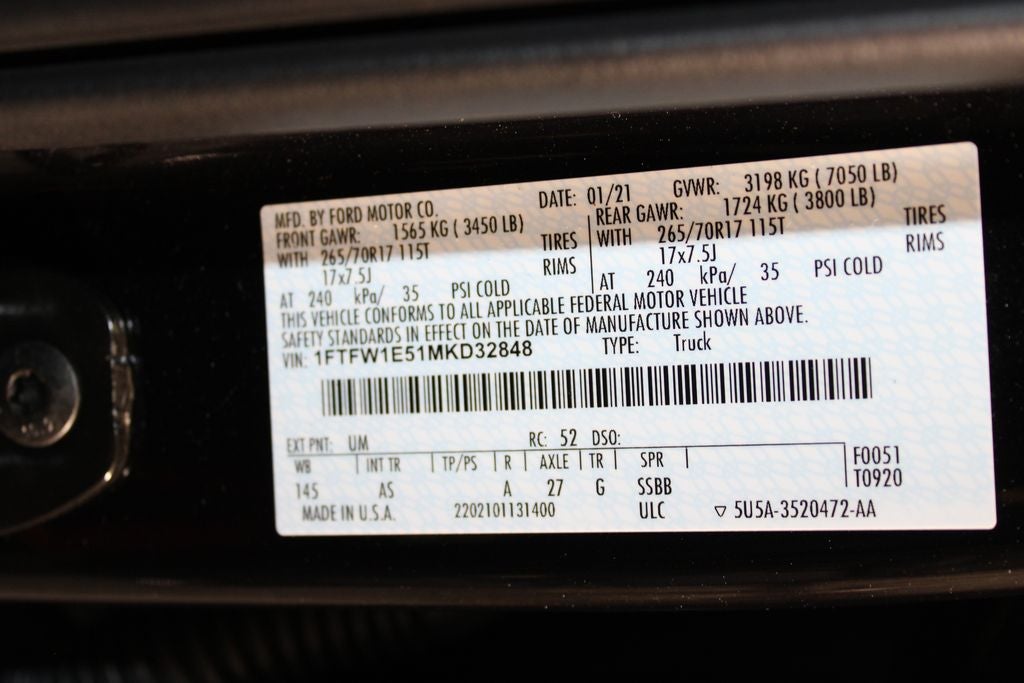 MFD. BY FORD MOTOR CO. DATE: 01/21 GVWR: 3198 KG ( 7050 LB)
FRONT GAWR: 1565 KG ( 3450 LB) REAR GAWR: 1724 KG ( 3800 LB)
WITH 265/70R17 115T TIRES WITH 265/70R17 115T TIRES
17x7.5J RIMS 17x7.5J RIMS
AT 240 kPa/ 35 PSI COLD AT 240 kPa/ 35 PSI COLD
THIS VEHICLE CONFORMS TO ALL APPLICABLE FEDERAL MOTOR VEHICLE
SAFETY STANDARDS IN EFFECT ON THE DATE OF MANUFACTURE SHOWN ABOVE.
VIN: 1FTFW1E51MKD32848 TYPE: Truck
EXT PNT: UM RC: 52 DSO:
WB INT TR TP/PS R AXLE TR SPR F0051
145 AS A 27 G SSBB T0920
MADE IN U.S.A. 2202101131400 ULC ▽ 5U5A-3520472-AA